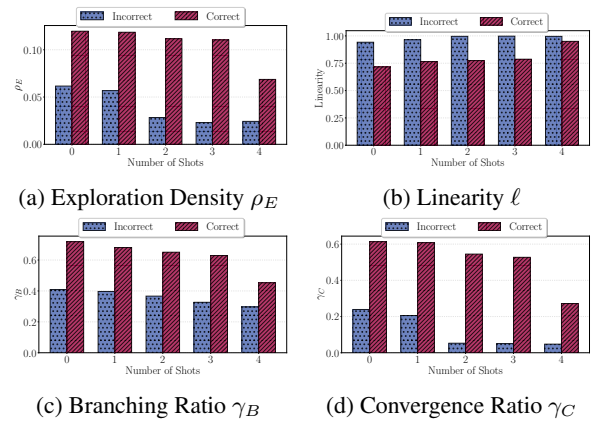 Incorrect Correct
0.10
0.05
0.00
ρE
0 1 2 3 4
Number of Shots
(a) Exploration Density ρE
Incorrect Correct
1.00
0.75
0.50
0.25
0.00
Linearity
0 1 2 3 4
Number of Shots
(b) Linearity ℓ
Incorrect Correct
0.6
0.4
0.2
0.0
γB
0 1 2 3 4
Number of Shots
(c) Branching Ratio γB
Incorrect Correct
0.6
0.4
0.2
0.0
γC
0 1 2 3 4
Number of Shots
(d) Convergence Ratio γC